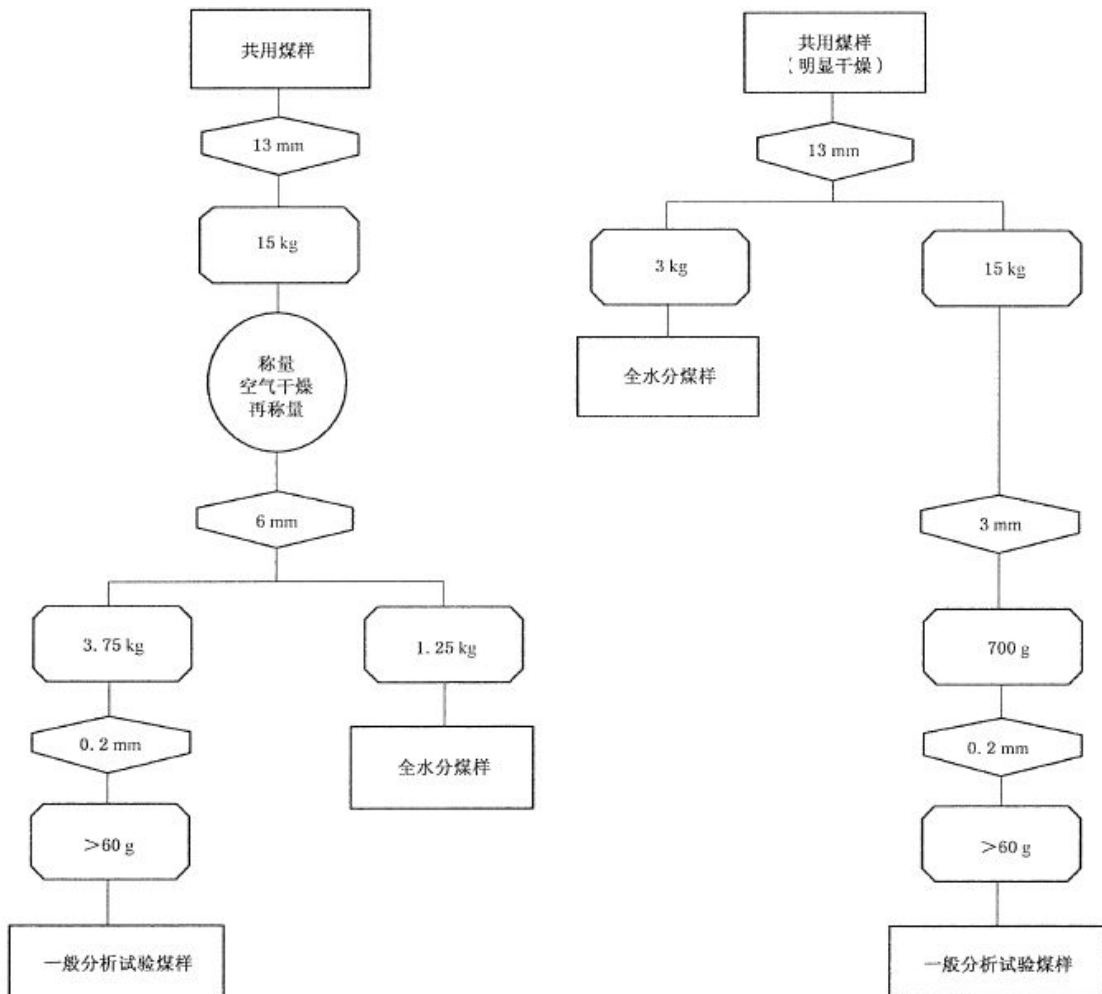 共用煤样
13 mm
15 kg
称量
空气干燥
再称量
6 mm
3.75 kg
1.25 kg
0.2 mm
全水分煤样
>60 g
一般分析试验煤样
共用煤样
(明显干燥)
13 mm
3 kg
15 kg
全水分煤样
3 mm
700 g
0.2 mm
>60 g
一般分析试验煤样